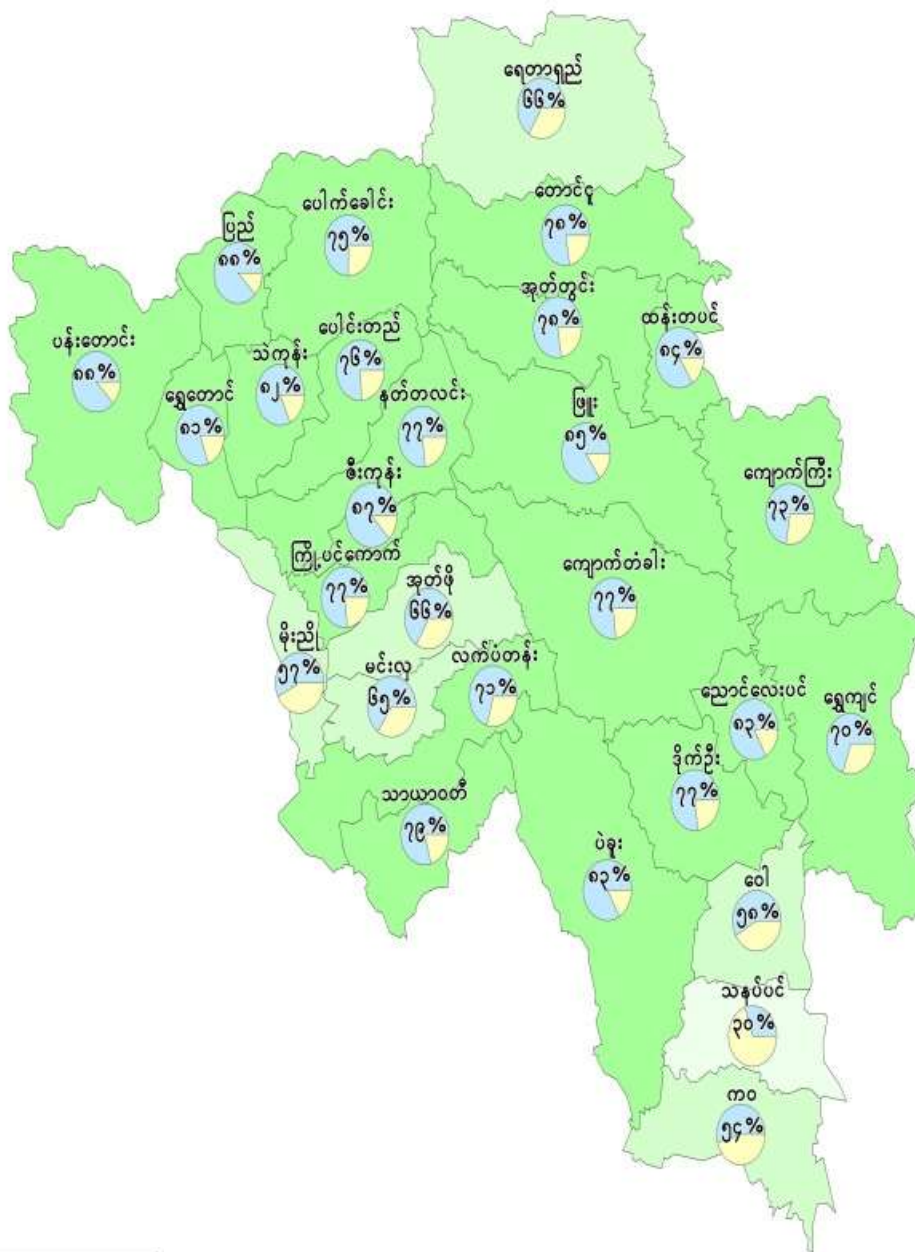 ရေတာရှည်
၆၆%
တောင်ငူ
၇၈%
ပေါက်ခေါင်း
၇၅%
ပြည်
၈၈%
အုတ်တွင်း
၇၈%
ထန်းတပင်
၈၄%
ပန်းတောင်း
၈၈%
သဲကုန်း
၈၂%
ပေါင်းတည်
၇၆%
ရွှေတောင်
၈၁%
နတ်တလင်း
၇၇%
ဖြူး
၈၅%
ကျောက်ကြီး
၇၃%
ဇီးကုန်း
၈၇%
ကြို့ပင်ကောက်
၇၇%
အုတ်ဖို
၆၆%
ကျောက်တံခါး
၇၇%
မိုးညို
၅၇%
မင်းလှ
၆၅%
လက်ပံတန်း
၇၁%
ညောင်လေးပင်
၈၃%
ရွှေကျင်
၇၀%
ဒိုက်ဦး
၇၇%
သာယာဝတီ
၇၉%
ပဲခူး
၈၃%
ဝေါ
၅၈%
သနပ်ပင်
၃၀%
ကဝ
၅၄%